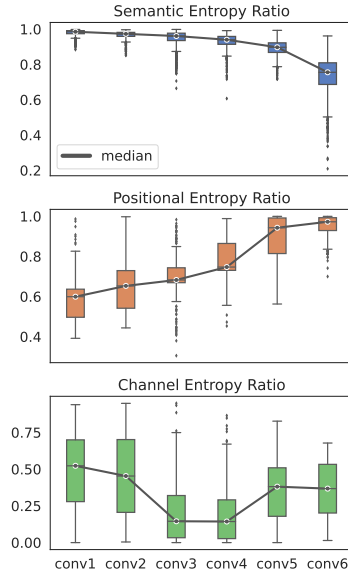 Semantic Entropy Ratio
1.0
0.8
0.6
0.4
0.2
median
Positional Entropy Ratio
1.0
0.8
0.6
0.4
Channel Entropy Ratio
0.75
0.50
0.25
0.00
conv1 conv2 conv3 conv4 conv5 conv6